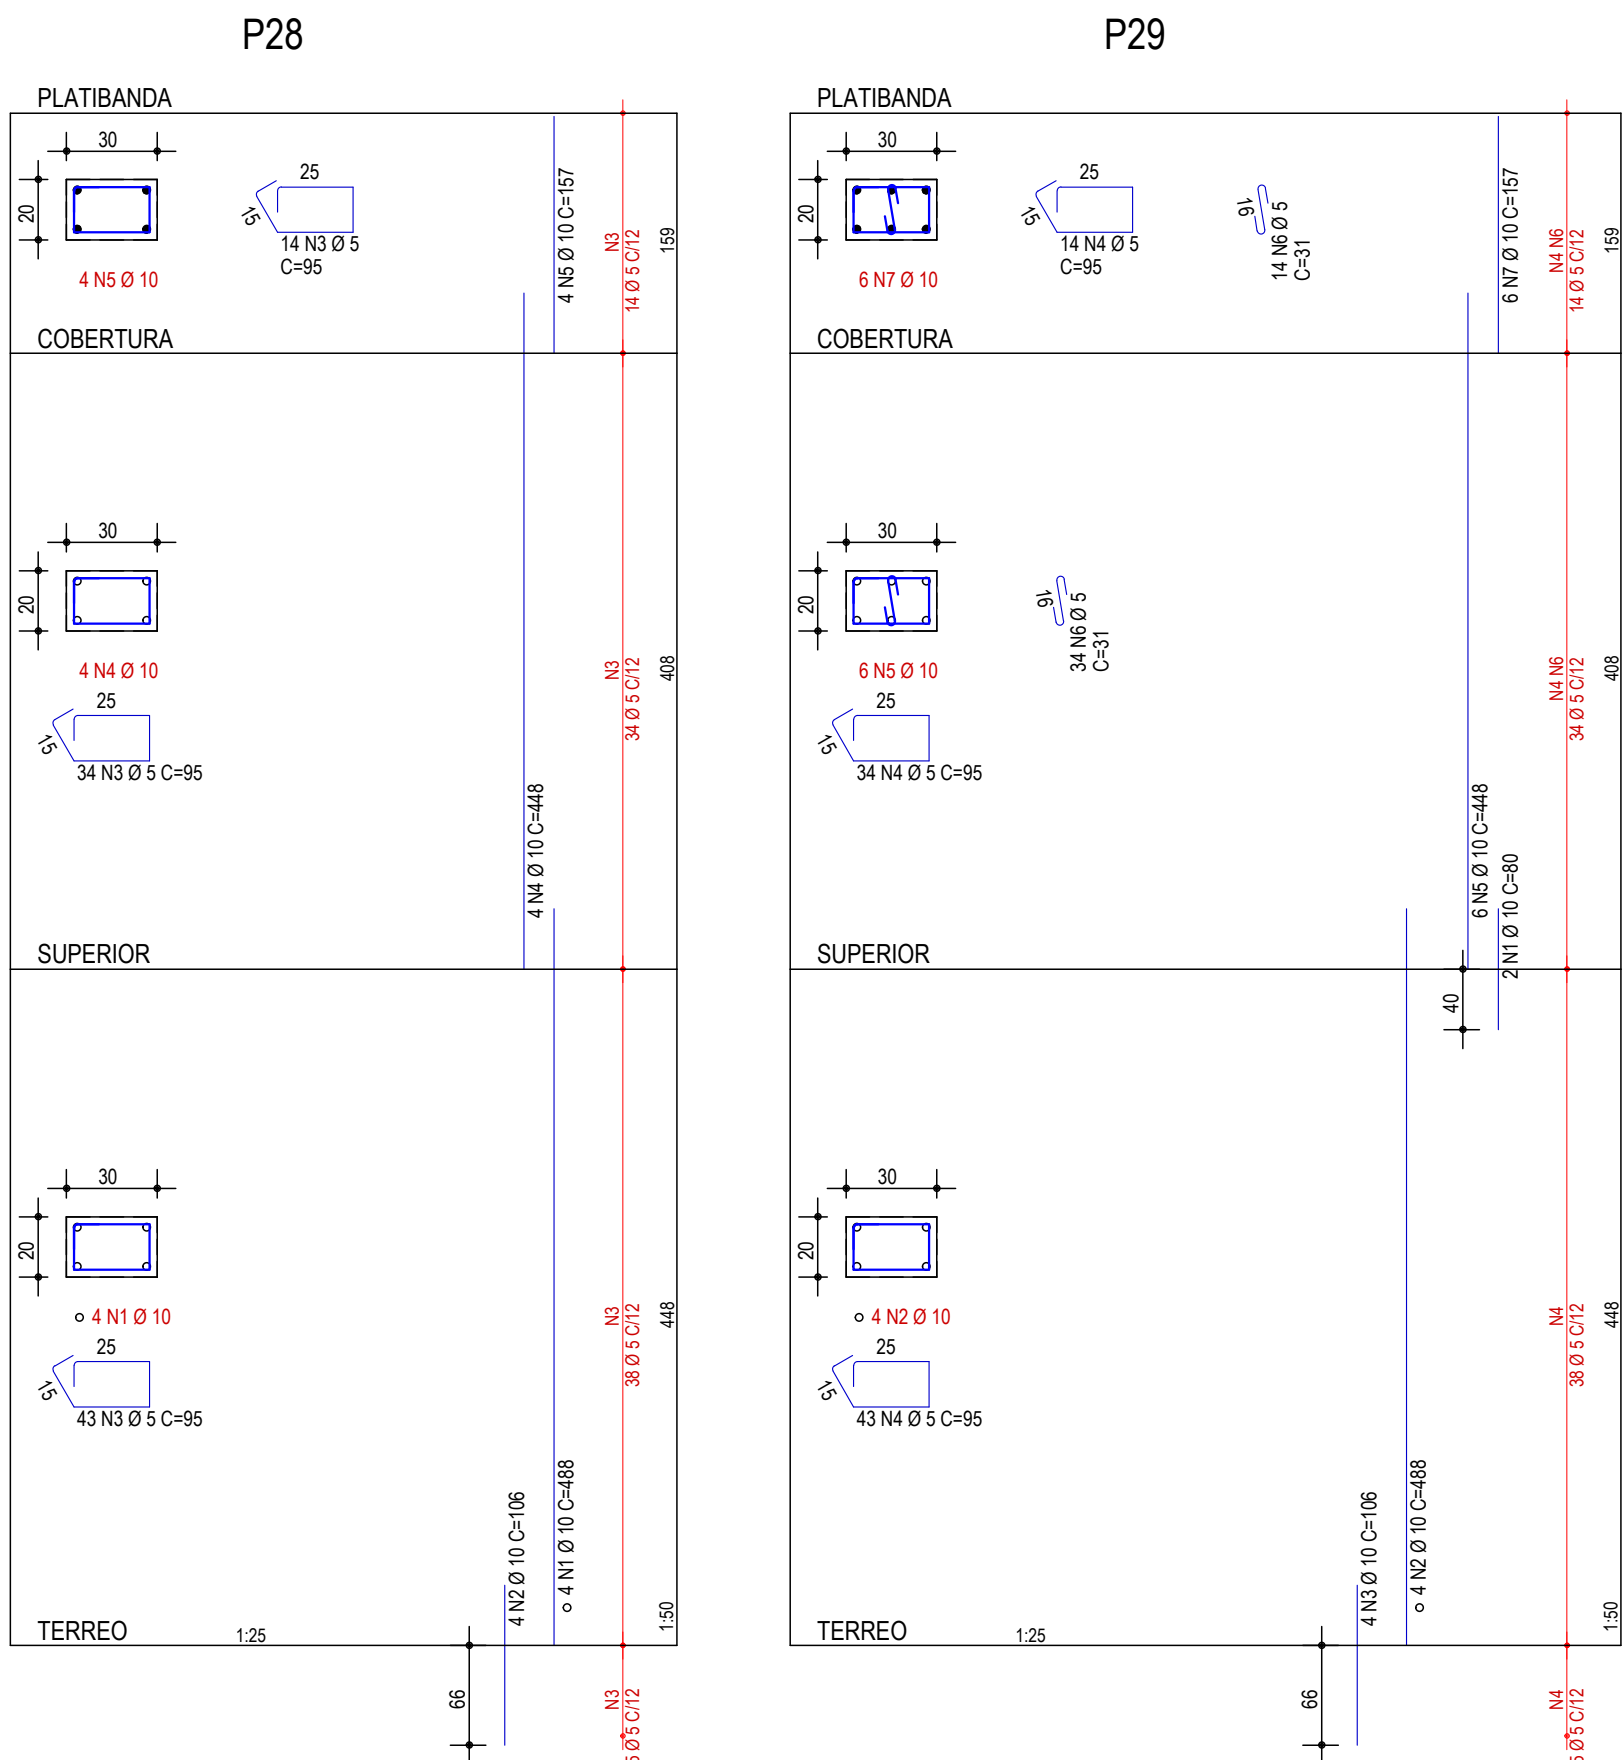 P28
PLATIBANDA
30
20
4 N5 Ø 10
25
15
14 N3 Ø 5
C=95
4 N5 Ø 10 C=157
N3
14 Ø 5 C/12
159
COBERTURA
30
20
4 N4 Ø 10
25
15
34 N3 Ø 5 C=95
4 N4 Ø 10 C=448
N3
34 Ø 5 C/12
408
SUPERIOR
30
20
4 N1 Ø 10
25
15
43 N3 Ø 5 C=95
4 N2 Ø 10 C=106
4 N1 Ø 10 C=488
N3
38 Ø 5 C/12
448
TERREO
1:25
1:50
66
N3
Ø 5 C/12
P29
PLATIBANDA
30
20
6 N7 Ø 10
25
15
14 N4 Ø 5
C=95
16
14 N6 Ø 5
C=31
6 N7 Ø 10 C=157
N4 N6
14 Ø 5 C/12
159
COBERTURA
30
20
6 N5 Ø 10
16
34 N6 Ø 5
C=31
25
15
34 N4 Ø 5 C=95
6 N5 Ø 10 C=448
2 N1 Ø 10 C=80
N4 N6
34 Ø 5 C/12
408
SUPERIOR
40
30
20
4 N2 Ø 10
25
15
43 N4 Ø 5 C=95
4 N3 Ø 10 C=106
4 N2 Ø 10 C=488
N4
38 Ø 5 C/12
448
TERREO
1:25
1:50
66
N4
Ø 5 C/12